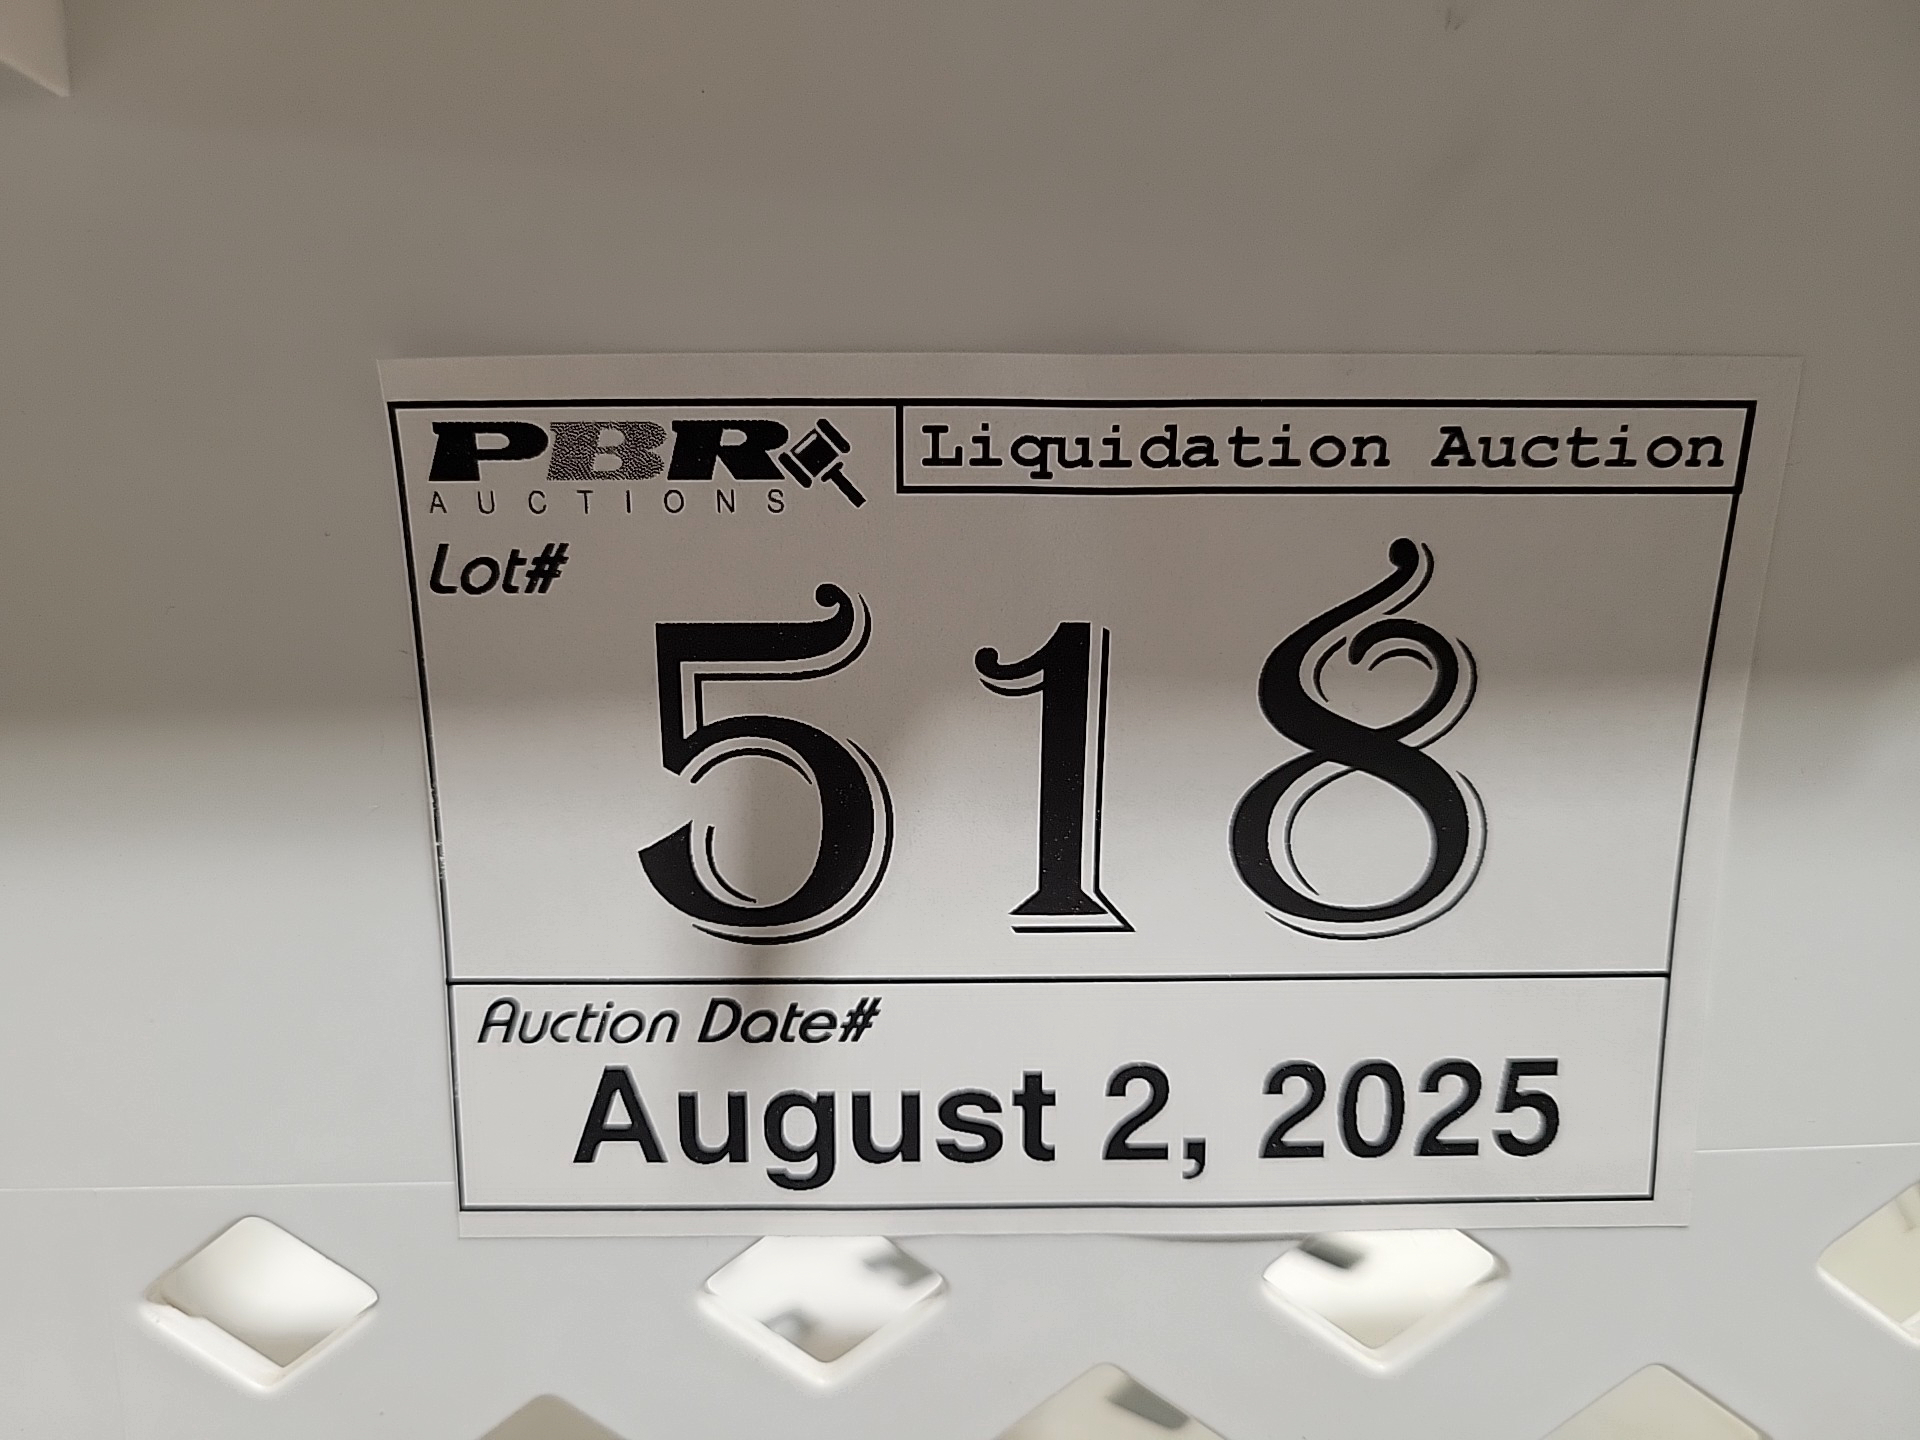 PBR
AUCTIONS
Liquidation Auction
Lot#
518
Auction Date#
August 2, 2025